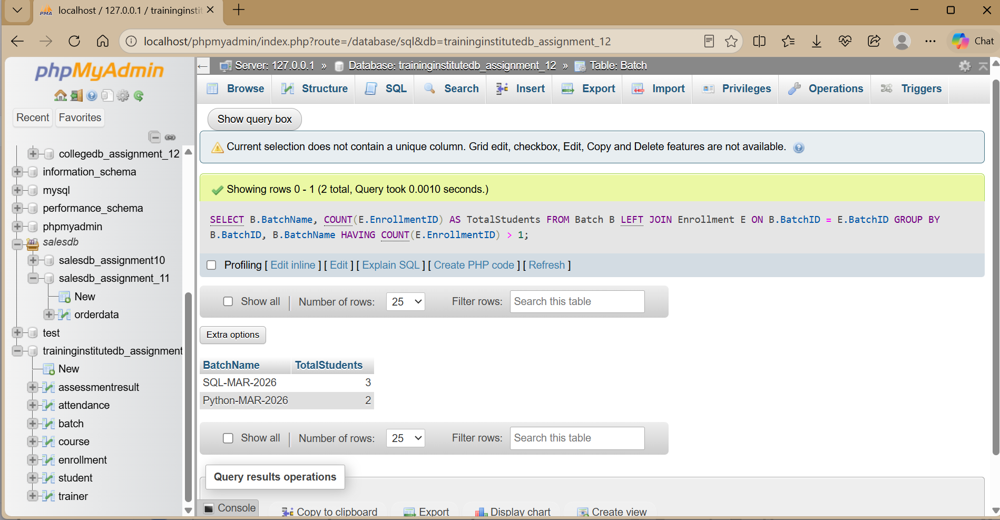 PMA localhost / 127.0.0.1 / traininginstit
localhost/phpmyadmin/index.php?route=/database/sql&db=traininginstitutedb_assignment_12
Chat
phpMyAdmin
Recent Favorites
collegedb_assignment_12
information_schema
mysql
performance_schema
phpmyadmin
salesdb
salesdb_assignment10
salesdb_assignment_11
New
orderdata
test
traininginstitutedb_assignment
New
assessmentresult
attendance
batch
course
enrollment
student
trainer
Server: 127.0.0.1 » Database: traininginstitutedb_assignment_12 » Table: Batch
Browse Structure SQL Search Insert Export Import Privileges Operations Triggers
Show query box
Current selection does not contain a unique column. Grid edit, checkbox, Edit, Copy and Delete features are not available.
Showing rows 0 - 1 (2 total, Query took 0.0010 seconds.)
SELECT B.BatchName, COUNT(E.EnrollmentID) AS TotalStudents FROM Batch B LEFT JOIN Enrollment E ON B.BatchID = E.BatchID GROUP BY
B.BatchID, B.BatchName HAVING COUNT(E.EnrollmentID) > 1;
Profiling [ Edit inline ] [ Edit ] [ Explain SQL ] [ Create PHP code ] [ Refresh ]
Show all | Number of rows: 25 Filter rows: Search this table
Extra options
BatchName TotalStudents
SQL-MAR-2026 3
Python-MAR-2026 2
Show all | Number of rows: 25 Filter rows: Search this table
Query results operations
Console Copy to clipboard Export Display chart Create view